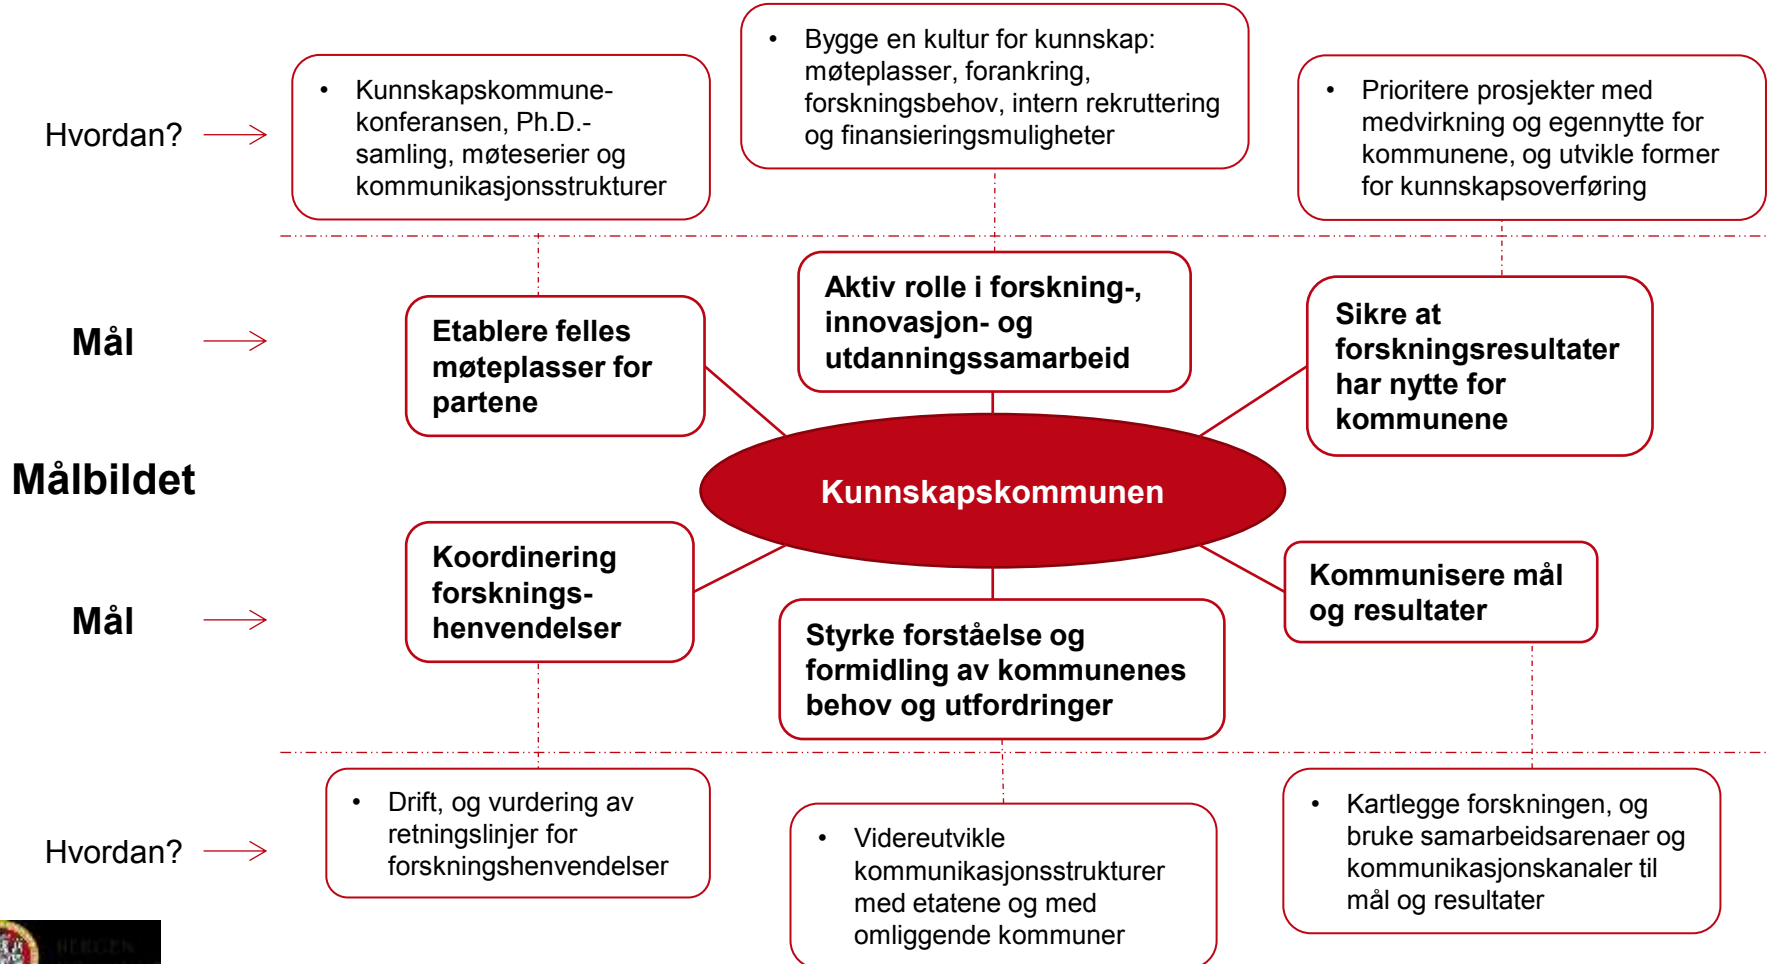 Hvordan?
• Kunnskapskommune-
konferansen, Ph.D.-
samling, møteserier og
kommunikasjonsstrukturer
• Bygge en kultur for kunnskap:
møteplasser, forankring,
forskningsbehov, intern rekruttering
og finansieringsmuligheter
• Prioritere prosjekter med
medvirkning og egennytte for
kommunene, og utvikle former
for kunnskapsoverføring
Mål
Etablere felles
møteplasser for
partene
Aktiv rolle i forskning-,
innovasjon- og
utdanningssamarbeid
Sikre at
forskningsresultater
har nytte for
kommunene
Målbildet
Kunnskapskommunen
Mål
Koordinering
forsknings-
henvendelser
Styrke forståelse og
formidling av kommunenes
behov og utfordringer
Kommunisere mål
og resultater
Hvordan?
• Drift, og vurdering av
retningslinjer for
forskningshenvendelser
• Videreutvikle
kommunikasjonsstrukturer
med etatene og med
omliggende kommuner
• Kartlegge forskningen, og
bruke samarbeidsarenaer og
kommunikasjonskanaler til
mål og resultater
BERGEN